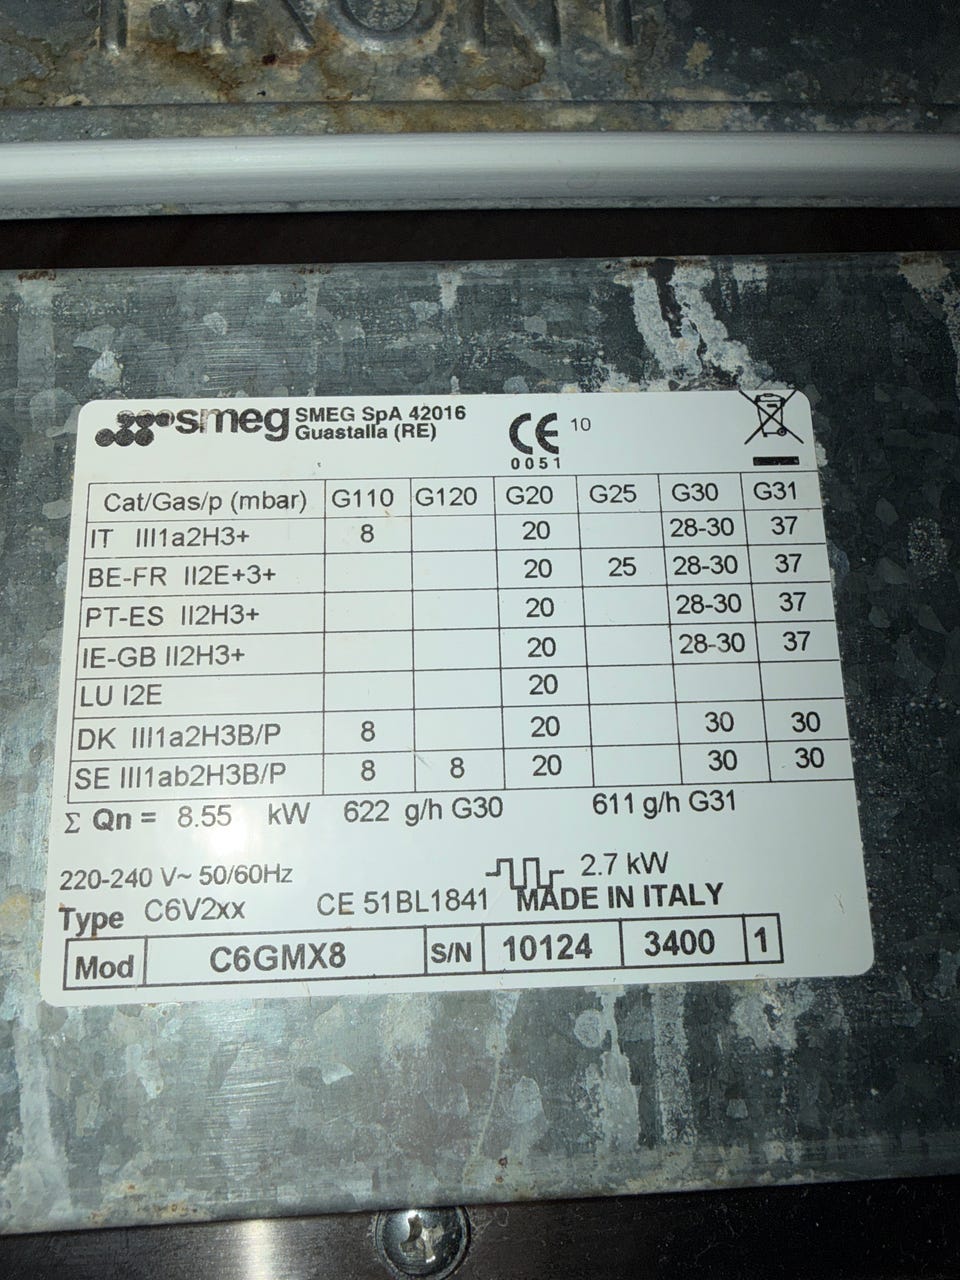 FRONT
smeg SMEG SpA 42016
Guastalla (RE)
CE 10
0051
Cat/Gas/p (mbar) G110 G120 G20 G25 G30 G31
IT III1a2H3+ 8 20 28-30 37
BE-FR II2E+3+ 20 25 28-30 37
PT-ES II2H3+ 20 28-30 37
IE-GB II2H3+ 20 28-30 37
LU I2E 20
DK III1a2H3B/P 8 20 30 30
SE III1ab2H3B/P 8 8 20 30 30
Σ Qn = 8.55 kW 622 g/h G30 611 g/h G31
220-240 V~ 50/60Hz 2.7 kW
Type C6V2xx CE 51BL1841 MADE IN ITALY
Mod C6GMX8 S/N 10124 3400 1